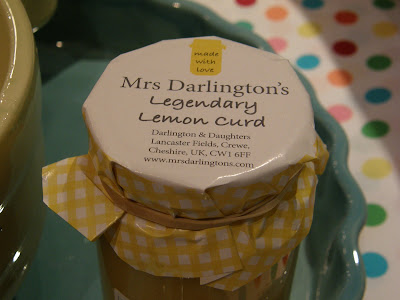 made
with
love
Mrs Darlington's
Legendary
Lemon Curd
Darlington & Daughters
Lancaster Fields, Crewe,
Cheshire, UK, CW1 6FF
www.mrsdarlingtons.com